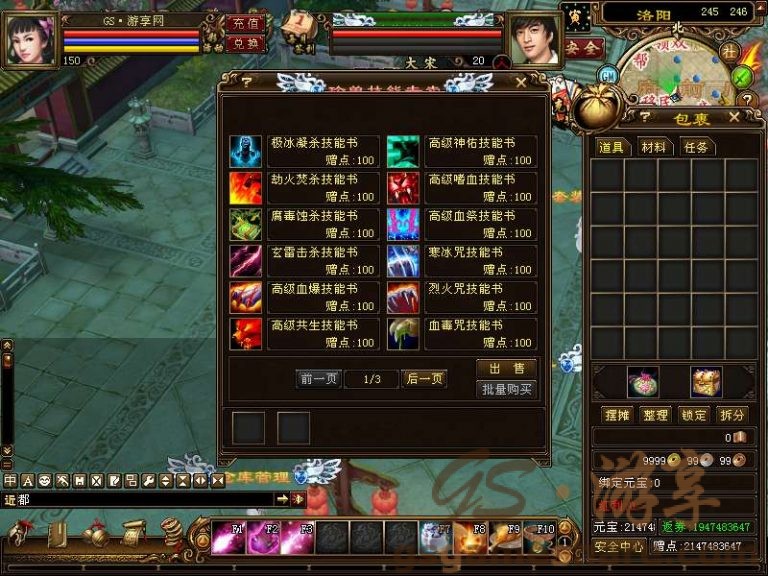 GS·游享网
150
充值
兑换
签到
大宋
20
安全
洛阳
245 246
北
社
GM
包裹
道具 材料 任务
极冰凝杀技能书
赠点:100
高级神佑技能书
赠点:100
劫火焚杀技能书
赠点:100
高级嗜血技能书
赠点:100
腐毒蚀杀技能书
赠点:100
高级血祭技能书
赠点:100
玄雷击杀技能书
赠点:100
寒冰咒技能书
赠点:100
高级血爆技能书
赠点:100
烈火咒技能书
赠点:100
高级共生技能书
赠点:100
血毒咒技能书
赠点:100
前一页 1/3 后一页
出 售
批量购买
摆摊 整理 锁定 拆分
0
9999 99 99
绑定元宝:0
元宝:21474
返券 1947483647
安全中心
赠点:2147483647
仓库管理
近都
F1 F2 F3 F7 F8 F9 F10
GS·游享